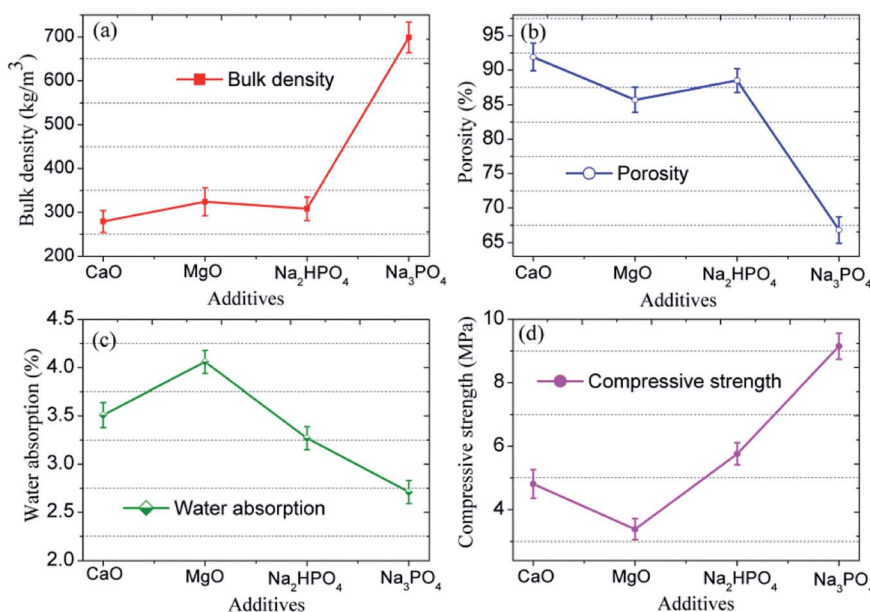 (a)
Bulk density (kg/m³)
700
600
500
400
300
200
Bulk density
CaO
MgO
Na₂HPO₄
Na₃PO₄
Additives
(b)
Porosity (%)
95
90
85
80
75
70
65
Porosity
CaO
MgO
Na₂HPO₄
Na₃PO₄
Additives
(c)
Water absorption (%)
4.5
4.0
3.5
3.0
2.5
2.0
Water absorption
CaO
MgO
Na₂HPO₄
Na₃PO₄
Additives
(d)
Compressive strength (MPa)
10
8
6
4
Compressive strength
CaO
MgO
Na₂HPO₄
Na₃PO₄
Additives